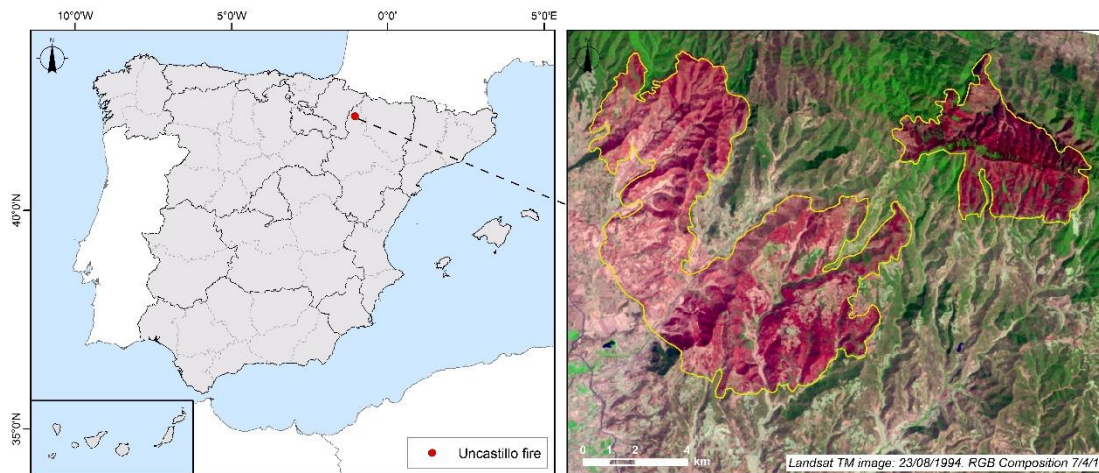 10°0'W 5°0'W 0°0' 5°0'E
40°0'N
35°0'N
Uncastillo fire
0 1 2 4
km
Landsat TM image: 23/08/1994. RGB Composition 7/4/1